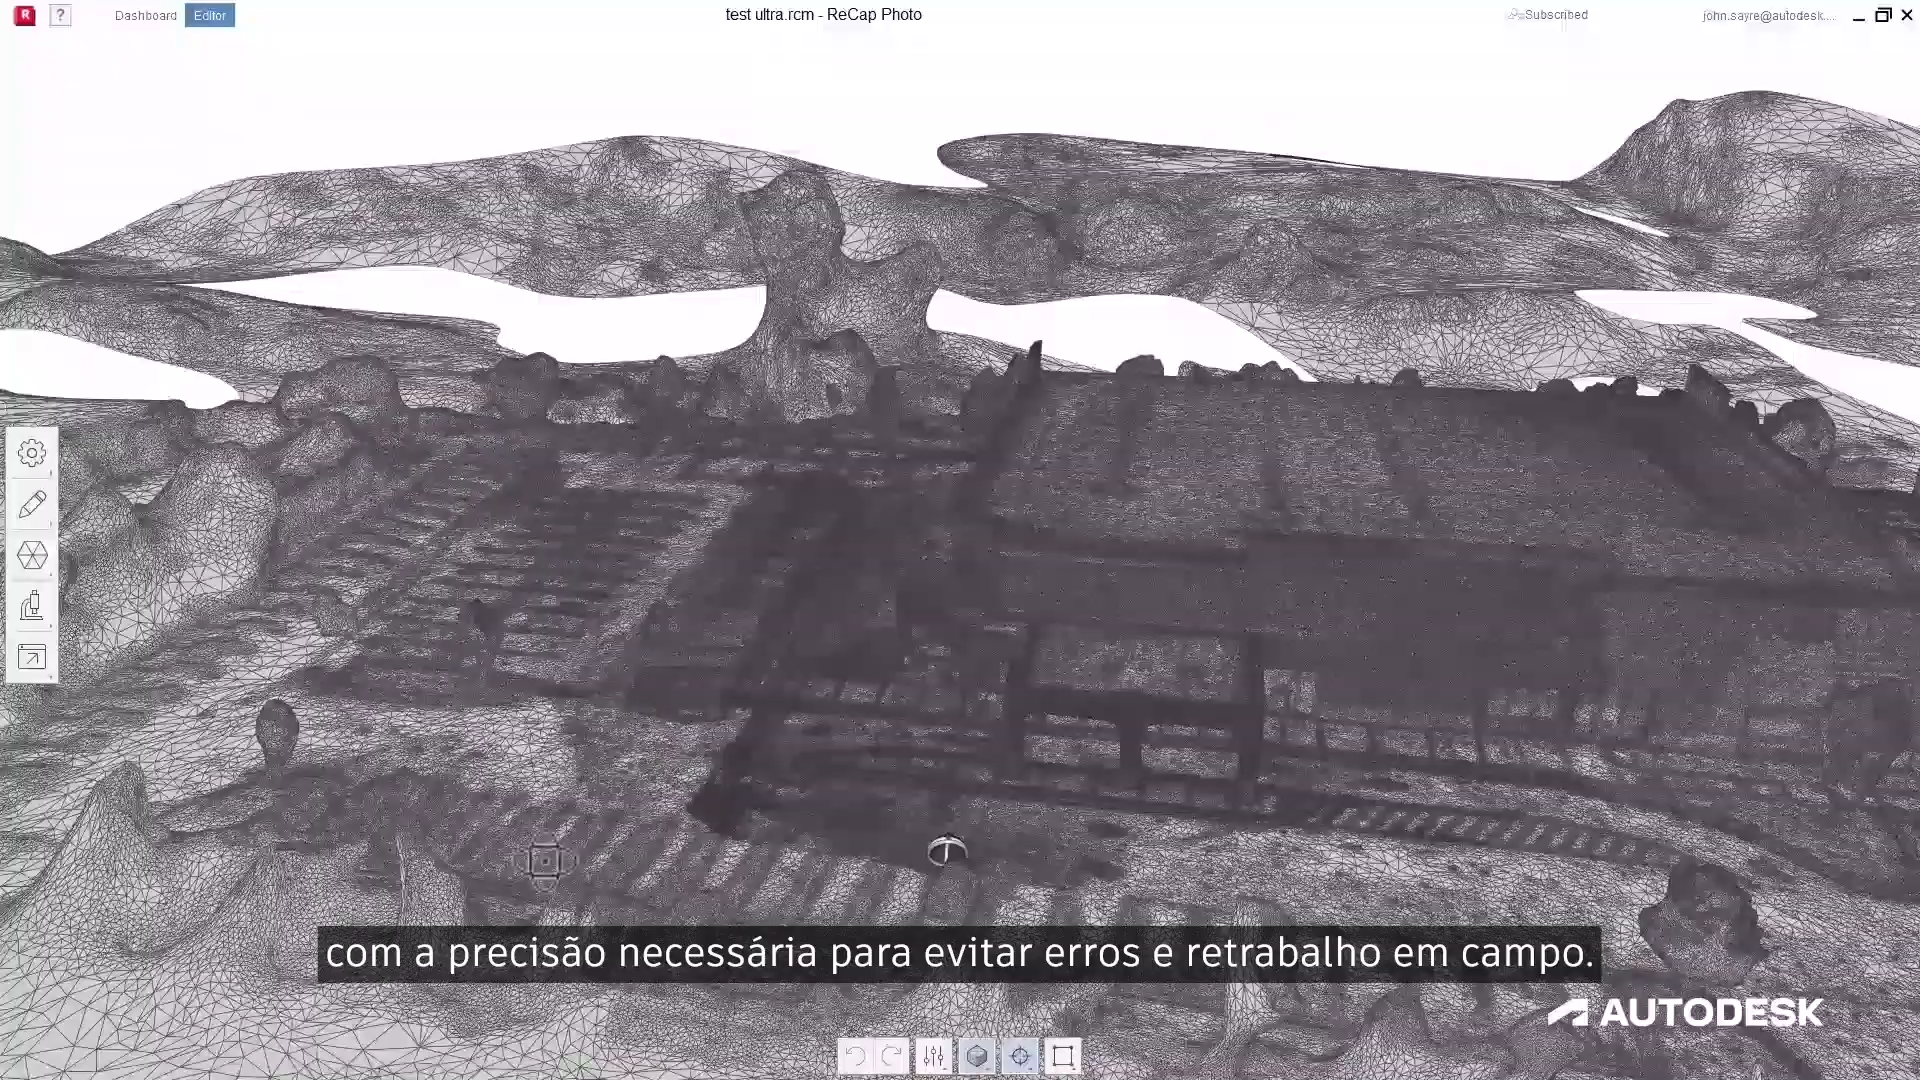 R ? Dashboard Editor test ultra.rcm - ReCap Photo Subscribed john.sayre@autodesk....
com a precisão necessária para evitar erros e retrabalho em campo.
AUTODESK